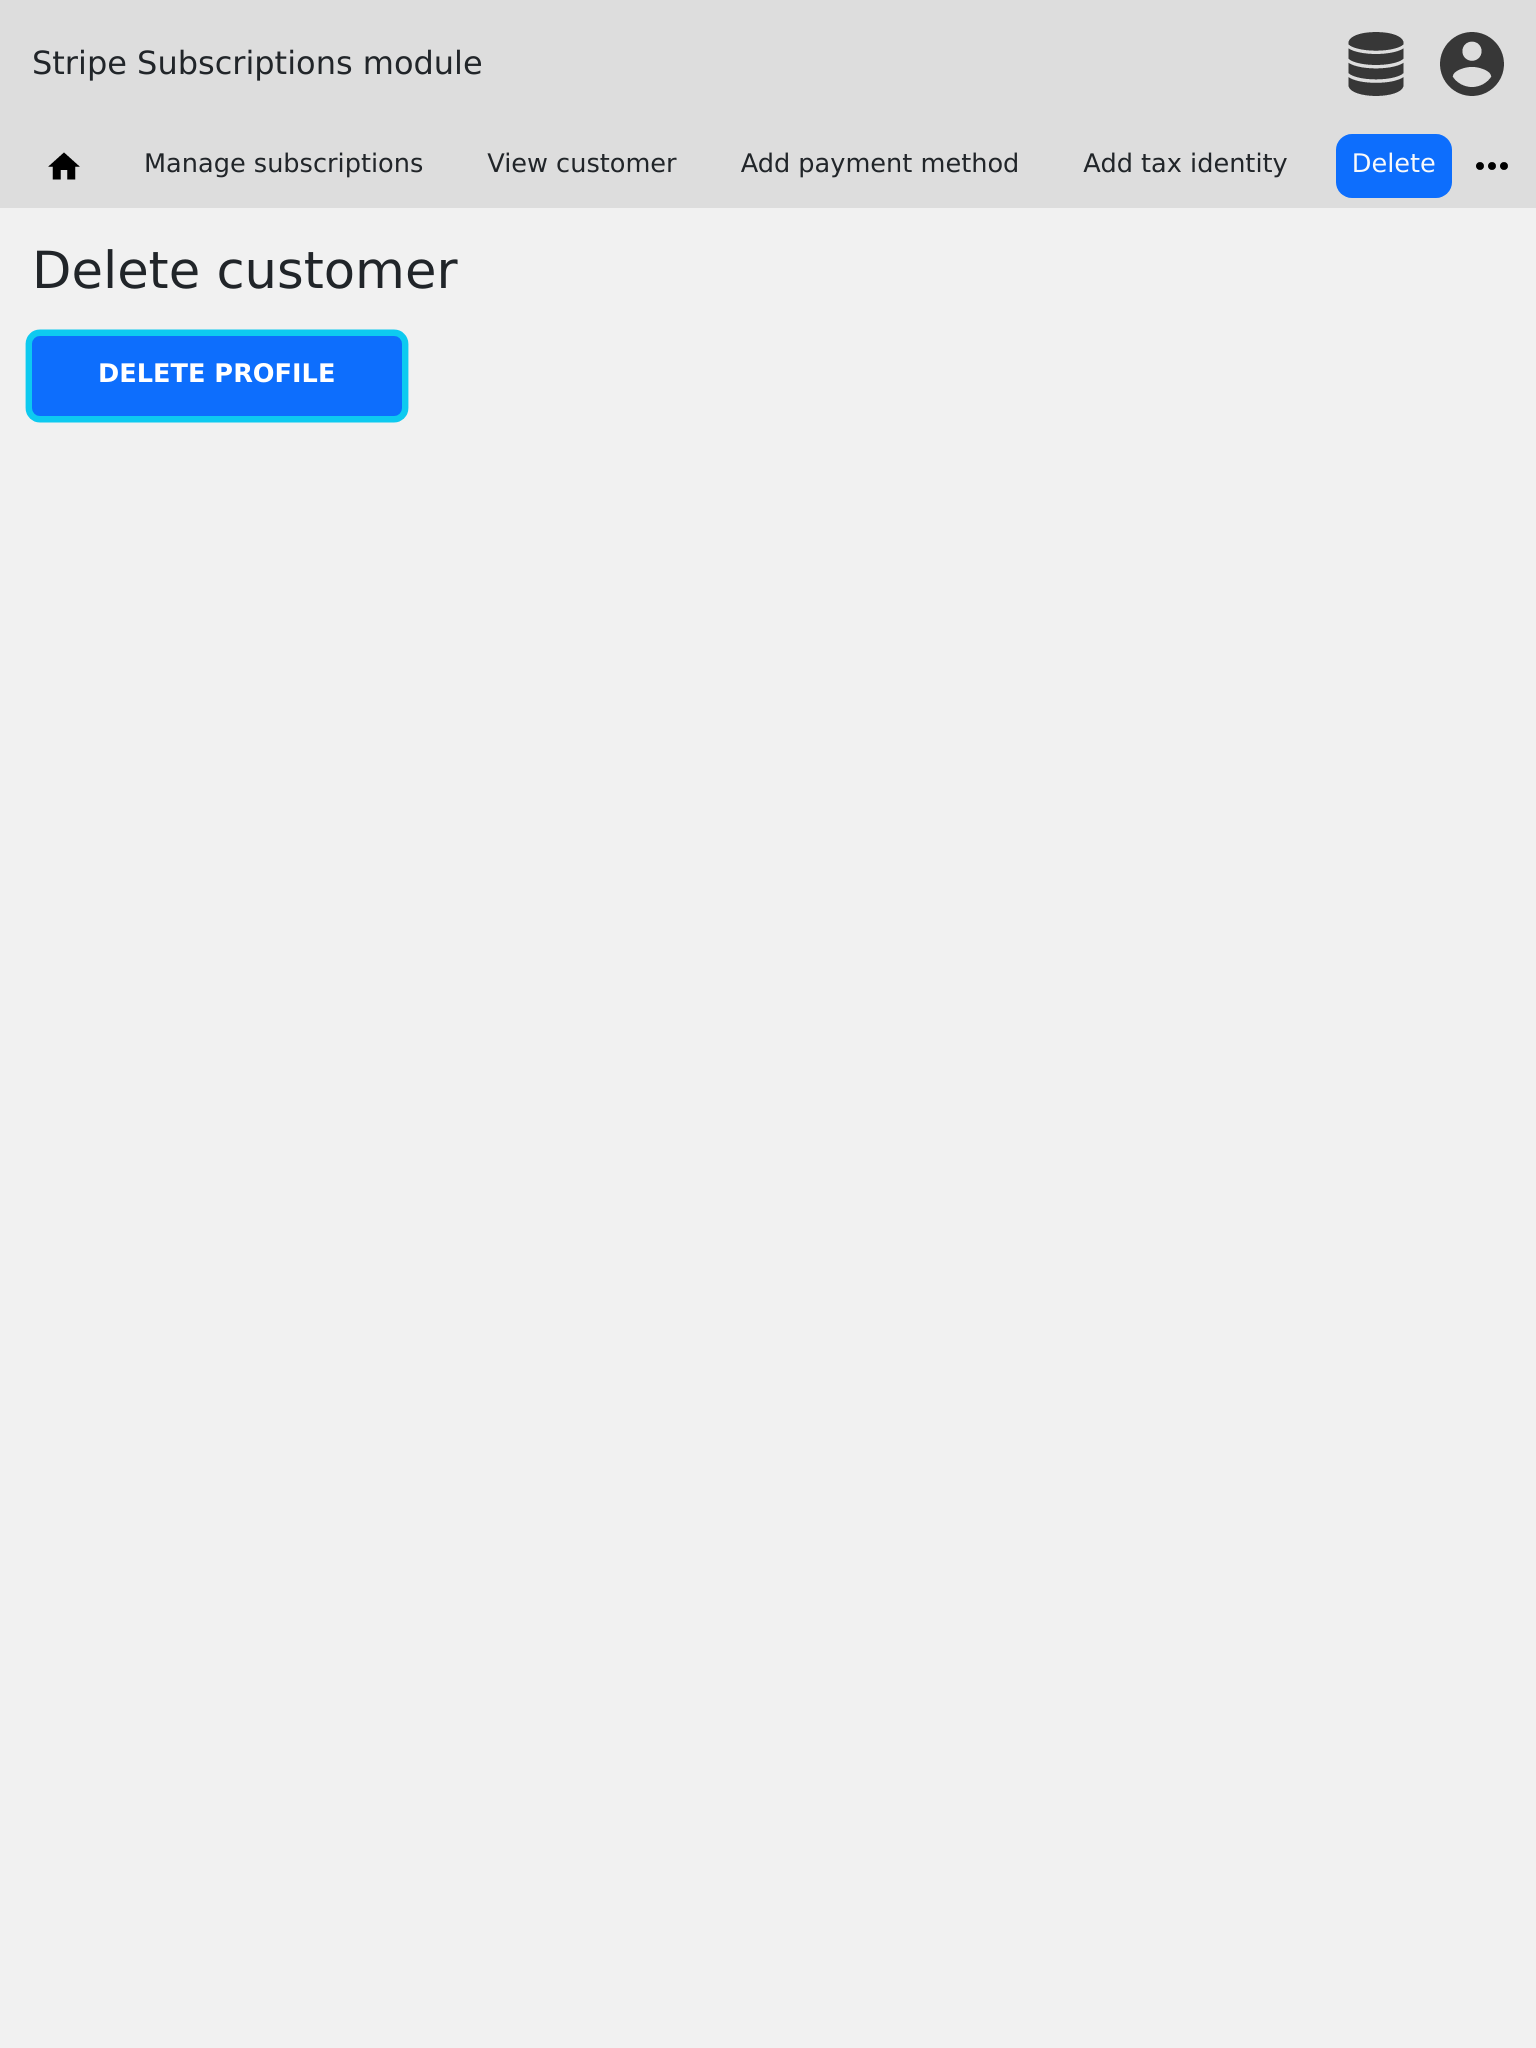 Stripe Subscriptions module
Manage subscriptions View customer Add payment method Add tax identity Delete
Delete customer
DELETE PROFILE